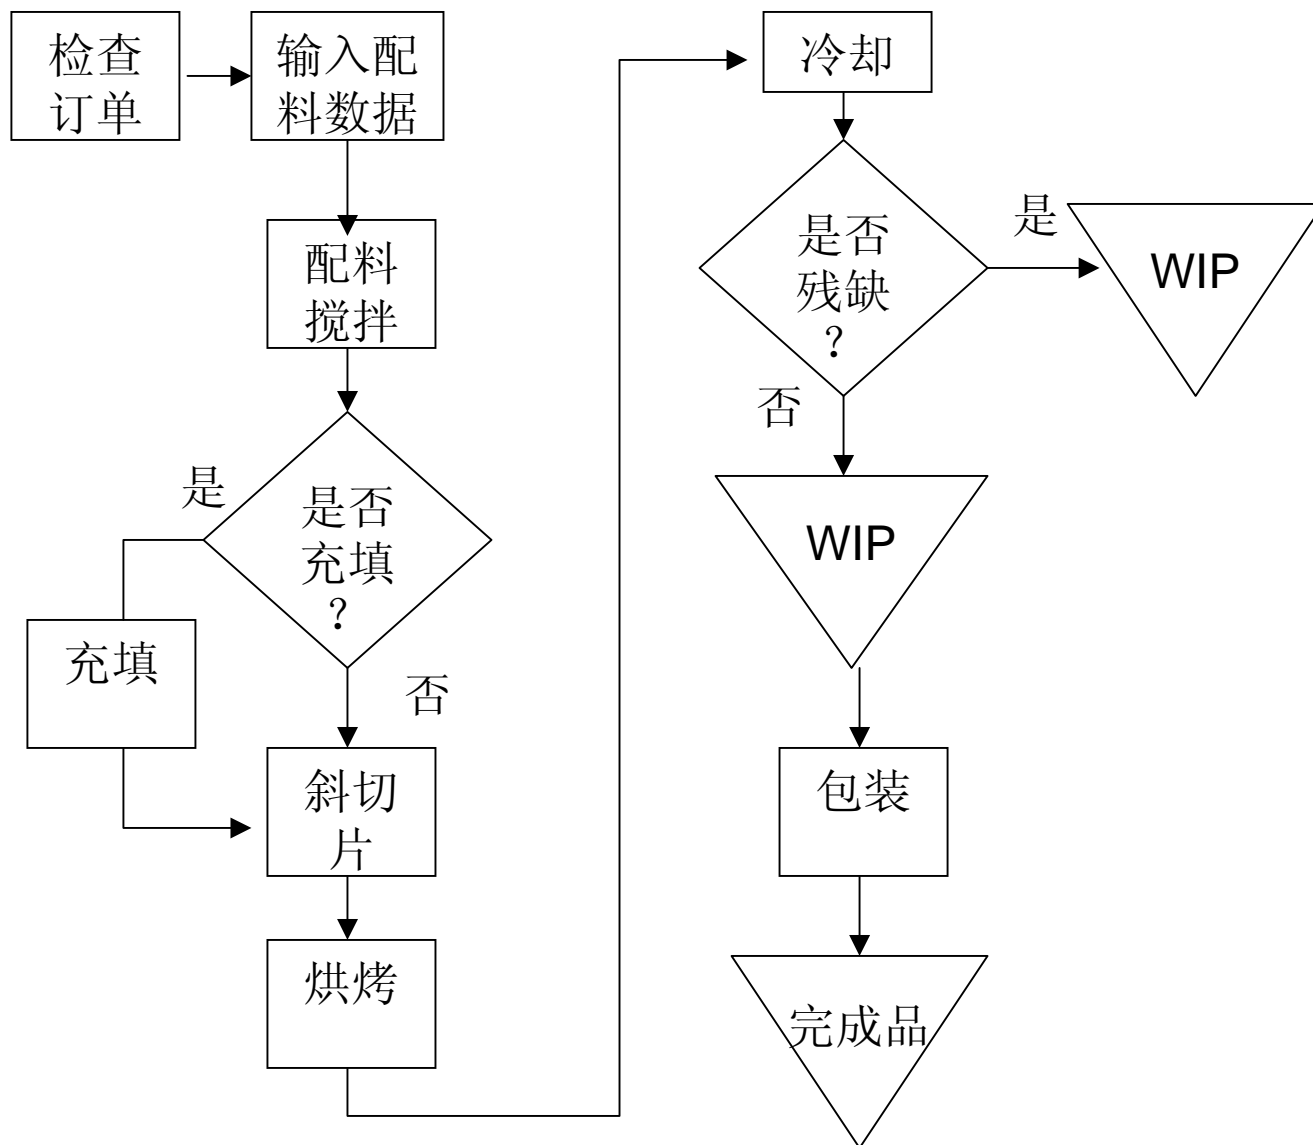 检查
订单
输入配
料数据
配料
搅拌
是
是否
充填
？
充填
否
斜切
片
烘烤
冷却
是否
残缺
？
是
WIP
否
WIP
包装
完成品